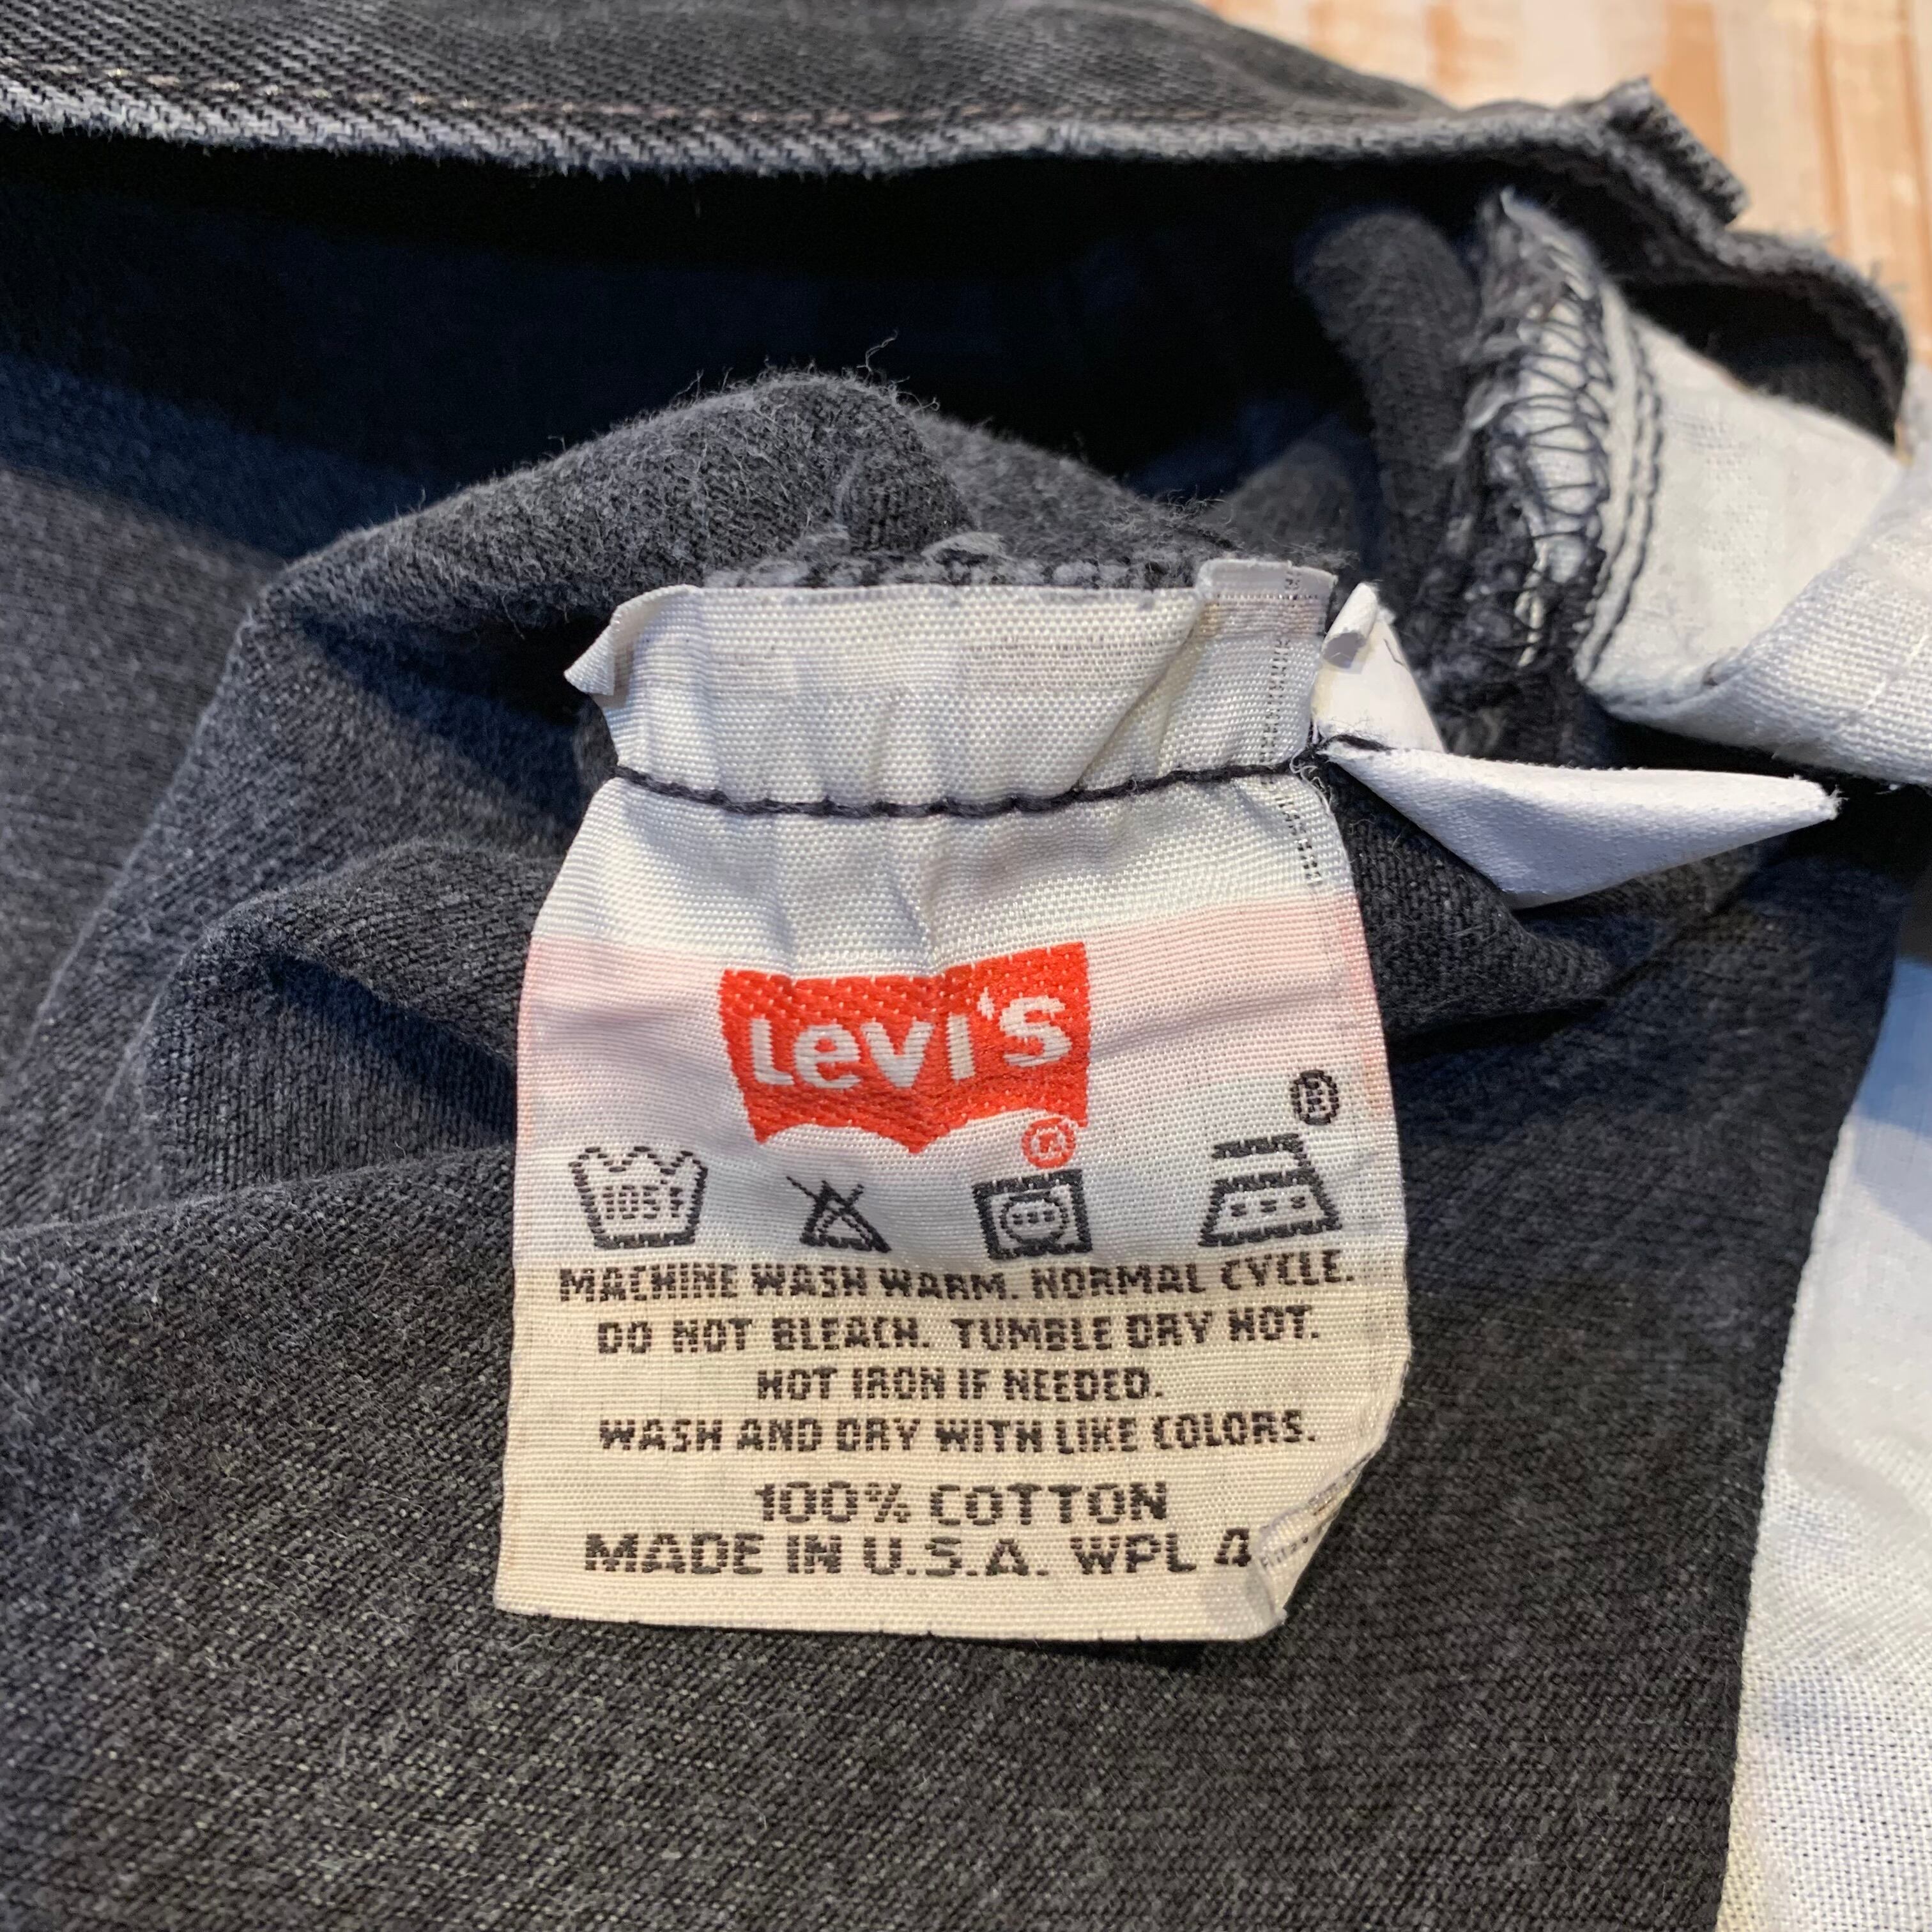 Levi's
®
®
105F
MACHINE WASH WARM. NORMAL CYCLE.
DO NOT BLEACH. TUMBLE DRY HOT.
HOT IRON IF NEEDED.
WASH AND DRY WITH LIKE COLORS.
100% COTTON
MADE IN U.S.A. WPL 4